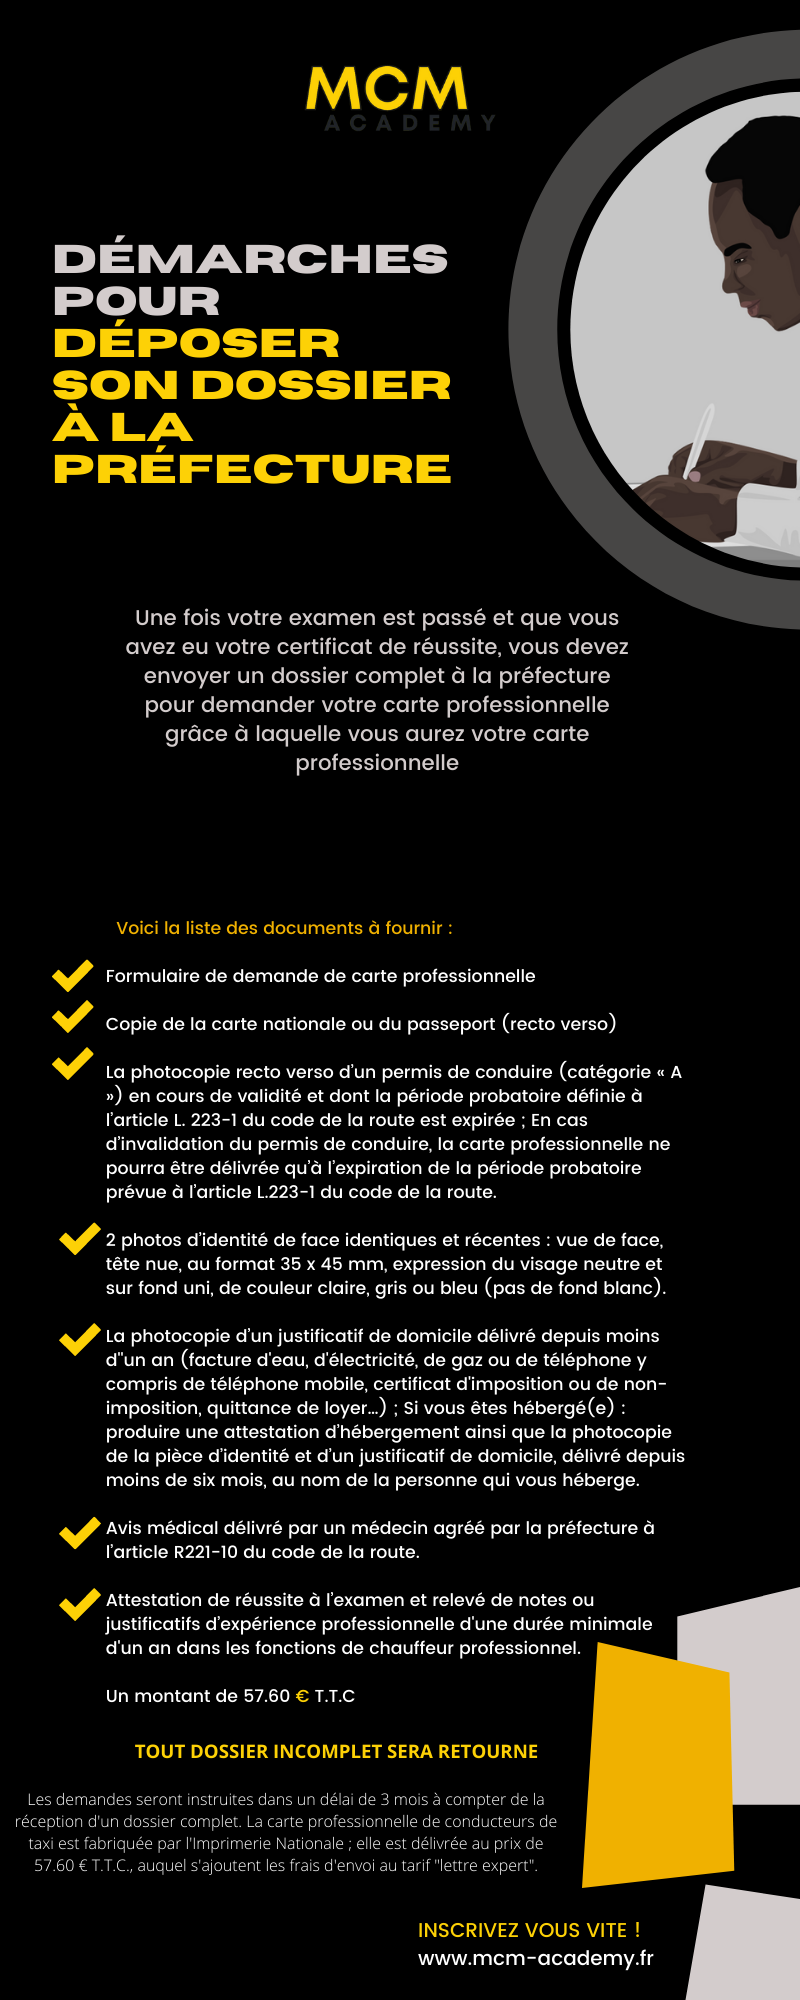 MCM
ACADEMY
DÉMARCHES
POUR
DÉPOSER
SON DOSSIER
À LA
PRÉFECTURE
Une fois votre examen est passé et que vous
avez eu votre certificat de réussite, vous devez
envoyer un dossier complet à la préfecture
pour demander votre carte professionnelle
grâce à laquelle vous aurez votre carte
professionnelle
Voici la liste des documents à fournir :
Formulaire de demande de carte professionnelle
Copie de la carte nationale ou du passeport (recto verso)
La photocopie recto verso d’un permis de conduire (catégorie « A
») en cours de validité et dont la période probatoire définie à
l’article L. 223-1 du code de la route est expirée ; En cas
d’invalidation du permis de conduire, la carte professionnelle ne
pourra être délivrée qu’à l’expiration de la période probatoire
prévue à l’article L.223-1 du code de la route.
2 photos d’identité de face identiques et récentes : vue de face,
tête nue, au format 35 x 45 mm, expression du visage neutre et
sur fond uni, de couleur claire, gris ou bleu (pas de fond blanc).
La photocopie d’un justificatif de domicile délivré depuis moins
d''un an (facture d'eau, d'électricité, de gaz ou de téléphone y
compris de téléphone mobile, certificat d'imposition ou de non-
imposition, quittance de loyer…) ; Si vous êtes hébergé(e) :
produire une attestation d’hébergement ainsi que la photocopie
de la pièce d’identité et d’un justificatif de domicile, délivré depuis
moins de six mois, au nom de la personne qui vous héberge.
Avis médical délivré par un médecin agréé par la préfecture à
l’article R221-10 du code de la route.
Attestation de réussite à l’examen et relevé de notes ou
justificatifs d’expérience professionnelle d'une durée minimale
d'un an dans les fonctions de chauffeur professionnel.
Un montant de 57.60 € T.T.C
TOUT DOSSIER INCOMPLET SERA RETOURNE
Les demandes seront instruites dans un délai de 3 mois à compter de la
réception d'un dossier complet. La carte professionnelle de conducteurs de
taxi est fabriquée par l'Imprimerie Nationale ; elle est délivrée au prix de
57.60 € T.T.C., auquel s'ajoutent les frais d'envoi au tarif "lettre expert".
INSCRIVEZ VOUS VITE !
www.mcm-academy.fr